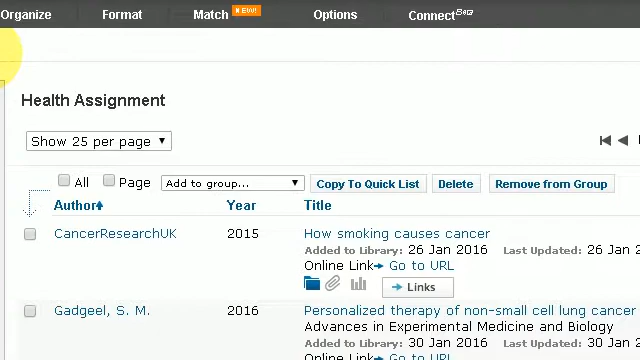 Organize Format Match NEW! Options Connect Beta
Health Assignment
Show 25 per page
All Page Add to group... Copy To Quick List Delete Remove from Group
Author Year Title
CancerResearchUK 2015 How smoking causes cancer
Added to Library: 26 Jan 2016 Last Updated: 26 J
Online Link Go to URL
Links
Gadgeel, S. M. 2016 Personalized therapy of non-small cell lung cancer
Advances in Experimental Medicine and Biology
Added to Library: 30 Jan 2016 Last Updated: 30 J
Online Link Go to URL